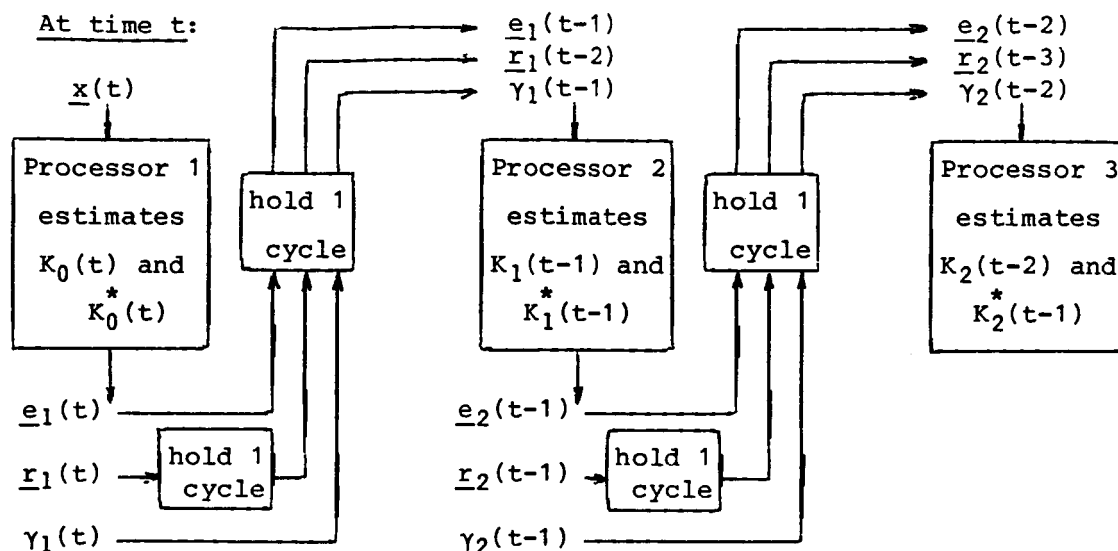 At time t:
x(t)
Processor 1
estimates
K₀(t) and
K₀*(t)
hold 1
cycle
e₁(t)
r₁(t)
hold 1
cycle
γ₁(t)
e₁(t-1)
r₁(t-2)
γ₁(t-1)
Processor 2
estimates
K₁(t-1) and
K₁*(t-1)
hold 1
cycle
e₂(t-1)
r₂(t-1)
hold 1
cycle
γ₂(t-1)
e₂(t-2)
r₂(t-3)
γ₂(t-2)
Processor 3
estimates
K₂(t-2) and
K₂*(t-1)